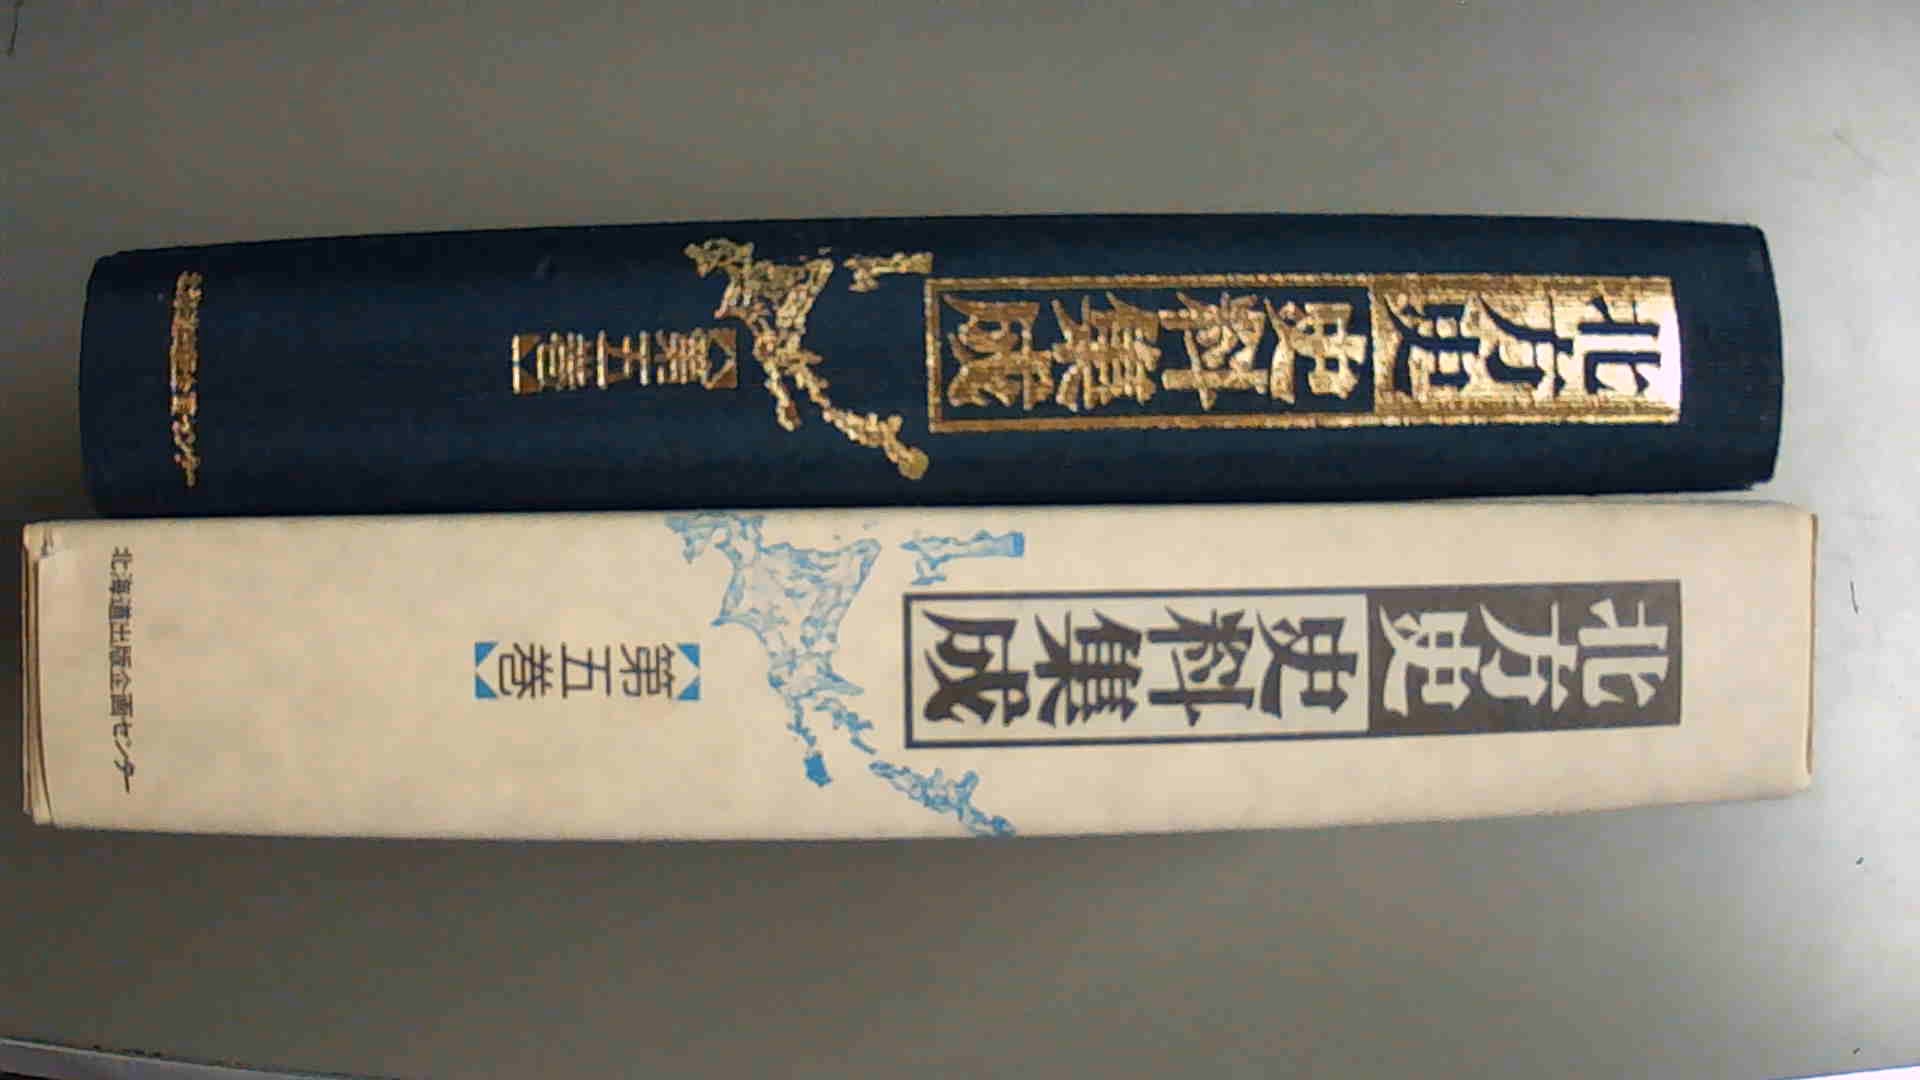 北方史史料集成
【第五巻】
北海道出版企画センター
北方史史料集成
【第五巻】
北海道出版企画センター